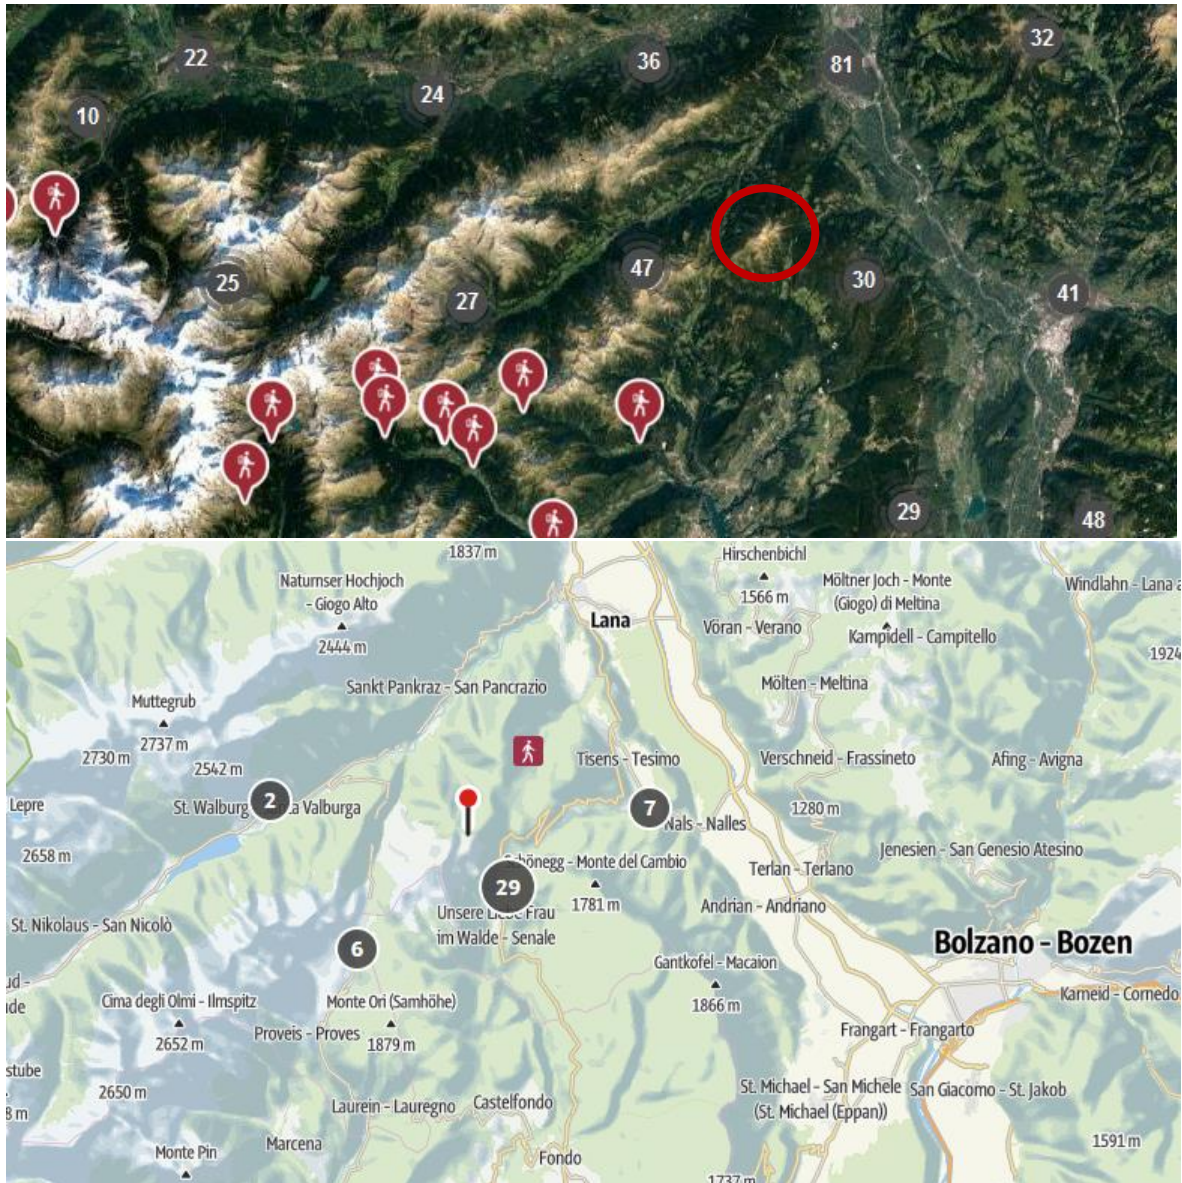 32
22
36
81
24
10
47
30
25
27
41
29
48
1837 m
Hirschenbichl
1566 m
Naturnser Hochjoch
- Giogo Alto
2444 m
Möltner Joch - Monte
(Giogo) di Meltina
Windlahn - Lana a
Lana
Vöran - Verano
Kampidell - Campitello
1924
Sankt Pankraz - San Pancrazio
Mölten - Meltina
Muttegrub
2737 m
2730 m
2542 m
Tisens - Tesimo
Verschneid - Frassineto
Afing - Avigna
Lepre
St. Walburg
2
a Valburga
7
Nals - Nalles
1280 m
2658 m
Schönegg - Monte del Cambio
1781 m
Terlan - Terlano
Jenesien - San Genesio Atesino
29
Unsere Liebe Frau
im Walde - Senale
Andrian - Andriano
St. Nikolaus - San Nicolò
6
Bolzano - Bozen
Gantkofel - Macaion
1866 m
ud -
de
Cima degli Olmi - Ilmspitz
2652 m
Monte Ori (Samhöhe)
1879 m
Karneid - Cornedo
Proveis - Proves
Frangart - Frangarto
stube
2650 m
8 m
Laurein - Lauregno
Castelfondo
St. Michael - San Michele
(St. Michael (Eppan))
San Giacomo - St. Jakob
Marcena
Monte Pin
Fondo
1591 m
1737 m